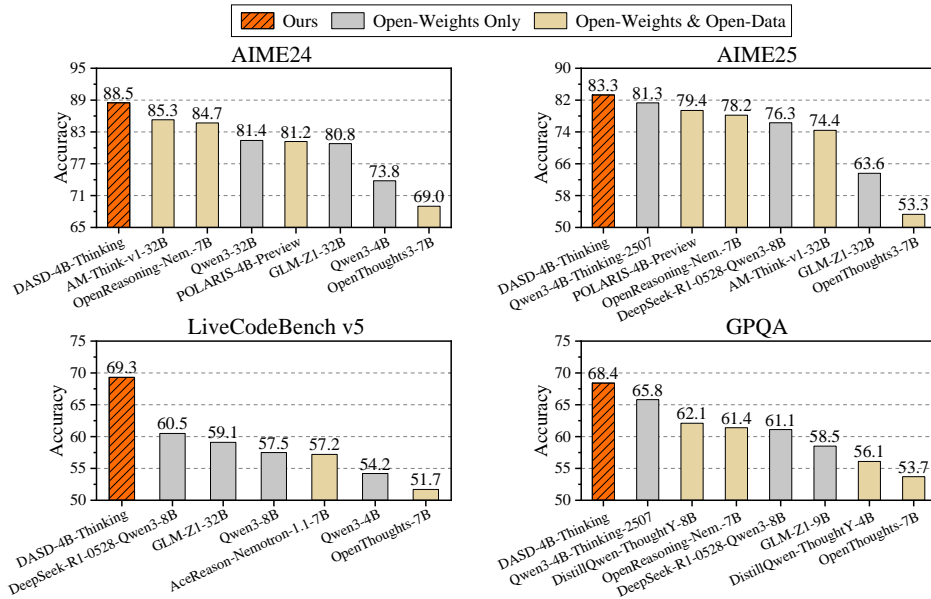 Ours Open-Weights Only Open-Weights & Open-Data
AIME24
Accuracy
95
89
83
77
71
65
88.5
85.3
84.7
81.4
81.2
80.8
73.8
69.0
DASD-4B-Thinking
AM-Think-v1-32B
OpenReasoning-Nem.-7B
Qwen3-32B
POLARIS-4B-Preview
GLM-Z1-32B
Qwen3-4B
OpenThoughts3-7B
AIME25
Accuracy
90
82
74
66
58
50
83.3
81.3
79.4
78.2
76.3
74.4
63.6
53.3
DASD-4B-Thinking
Qwen3-4B-Thinking-2507
POLARIS-4B-Preview
OpenReasoning-Nem.-7B
DeepSeek-R1-0528-Qwen3-8B
AM-Think-v1-32B
GLM-Z1-32B
OpenThoughts3-7B
LiveCodeBench v5
Accuracy
75
70
65
60
55
50
69.3
60.5
59.1
57.5
57.2
54.2
51.7
DASD-4B-Thinking
DeepSeek-R1-0528-Qwen3-8B
GLM-Z1-32B
Qwen3-8B
AceReason-Nemotron-1.1-7B
Qwen3-4B
OpenThoughts-7B
GPQA
Accuracy
75
70
65
60
55
50
68.4
65.8
62.1
61.4
61.1
58.5
56.1
53.7
DASD-4B-Thinking
Qwen3-4B-Thinking-2507
DistillQwen-ThoughtY-8B
OpenReasoning-Nem.-7B
DeepSeek-R1-0528-Qwen3-8B
GLM-Z1-9B
DistillQwen-ThoughtY-4B
OpenThoughts-7B